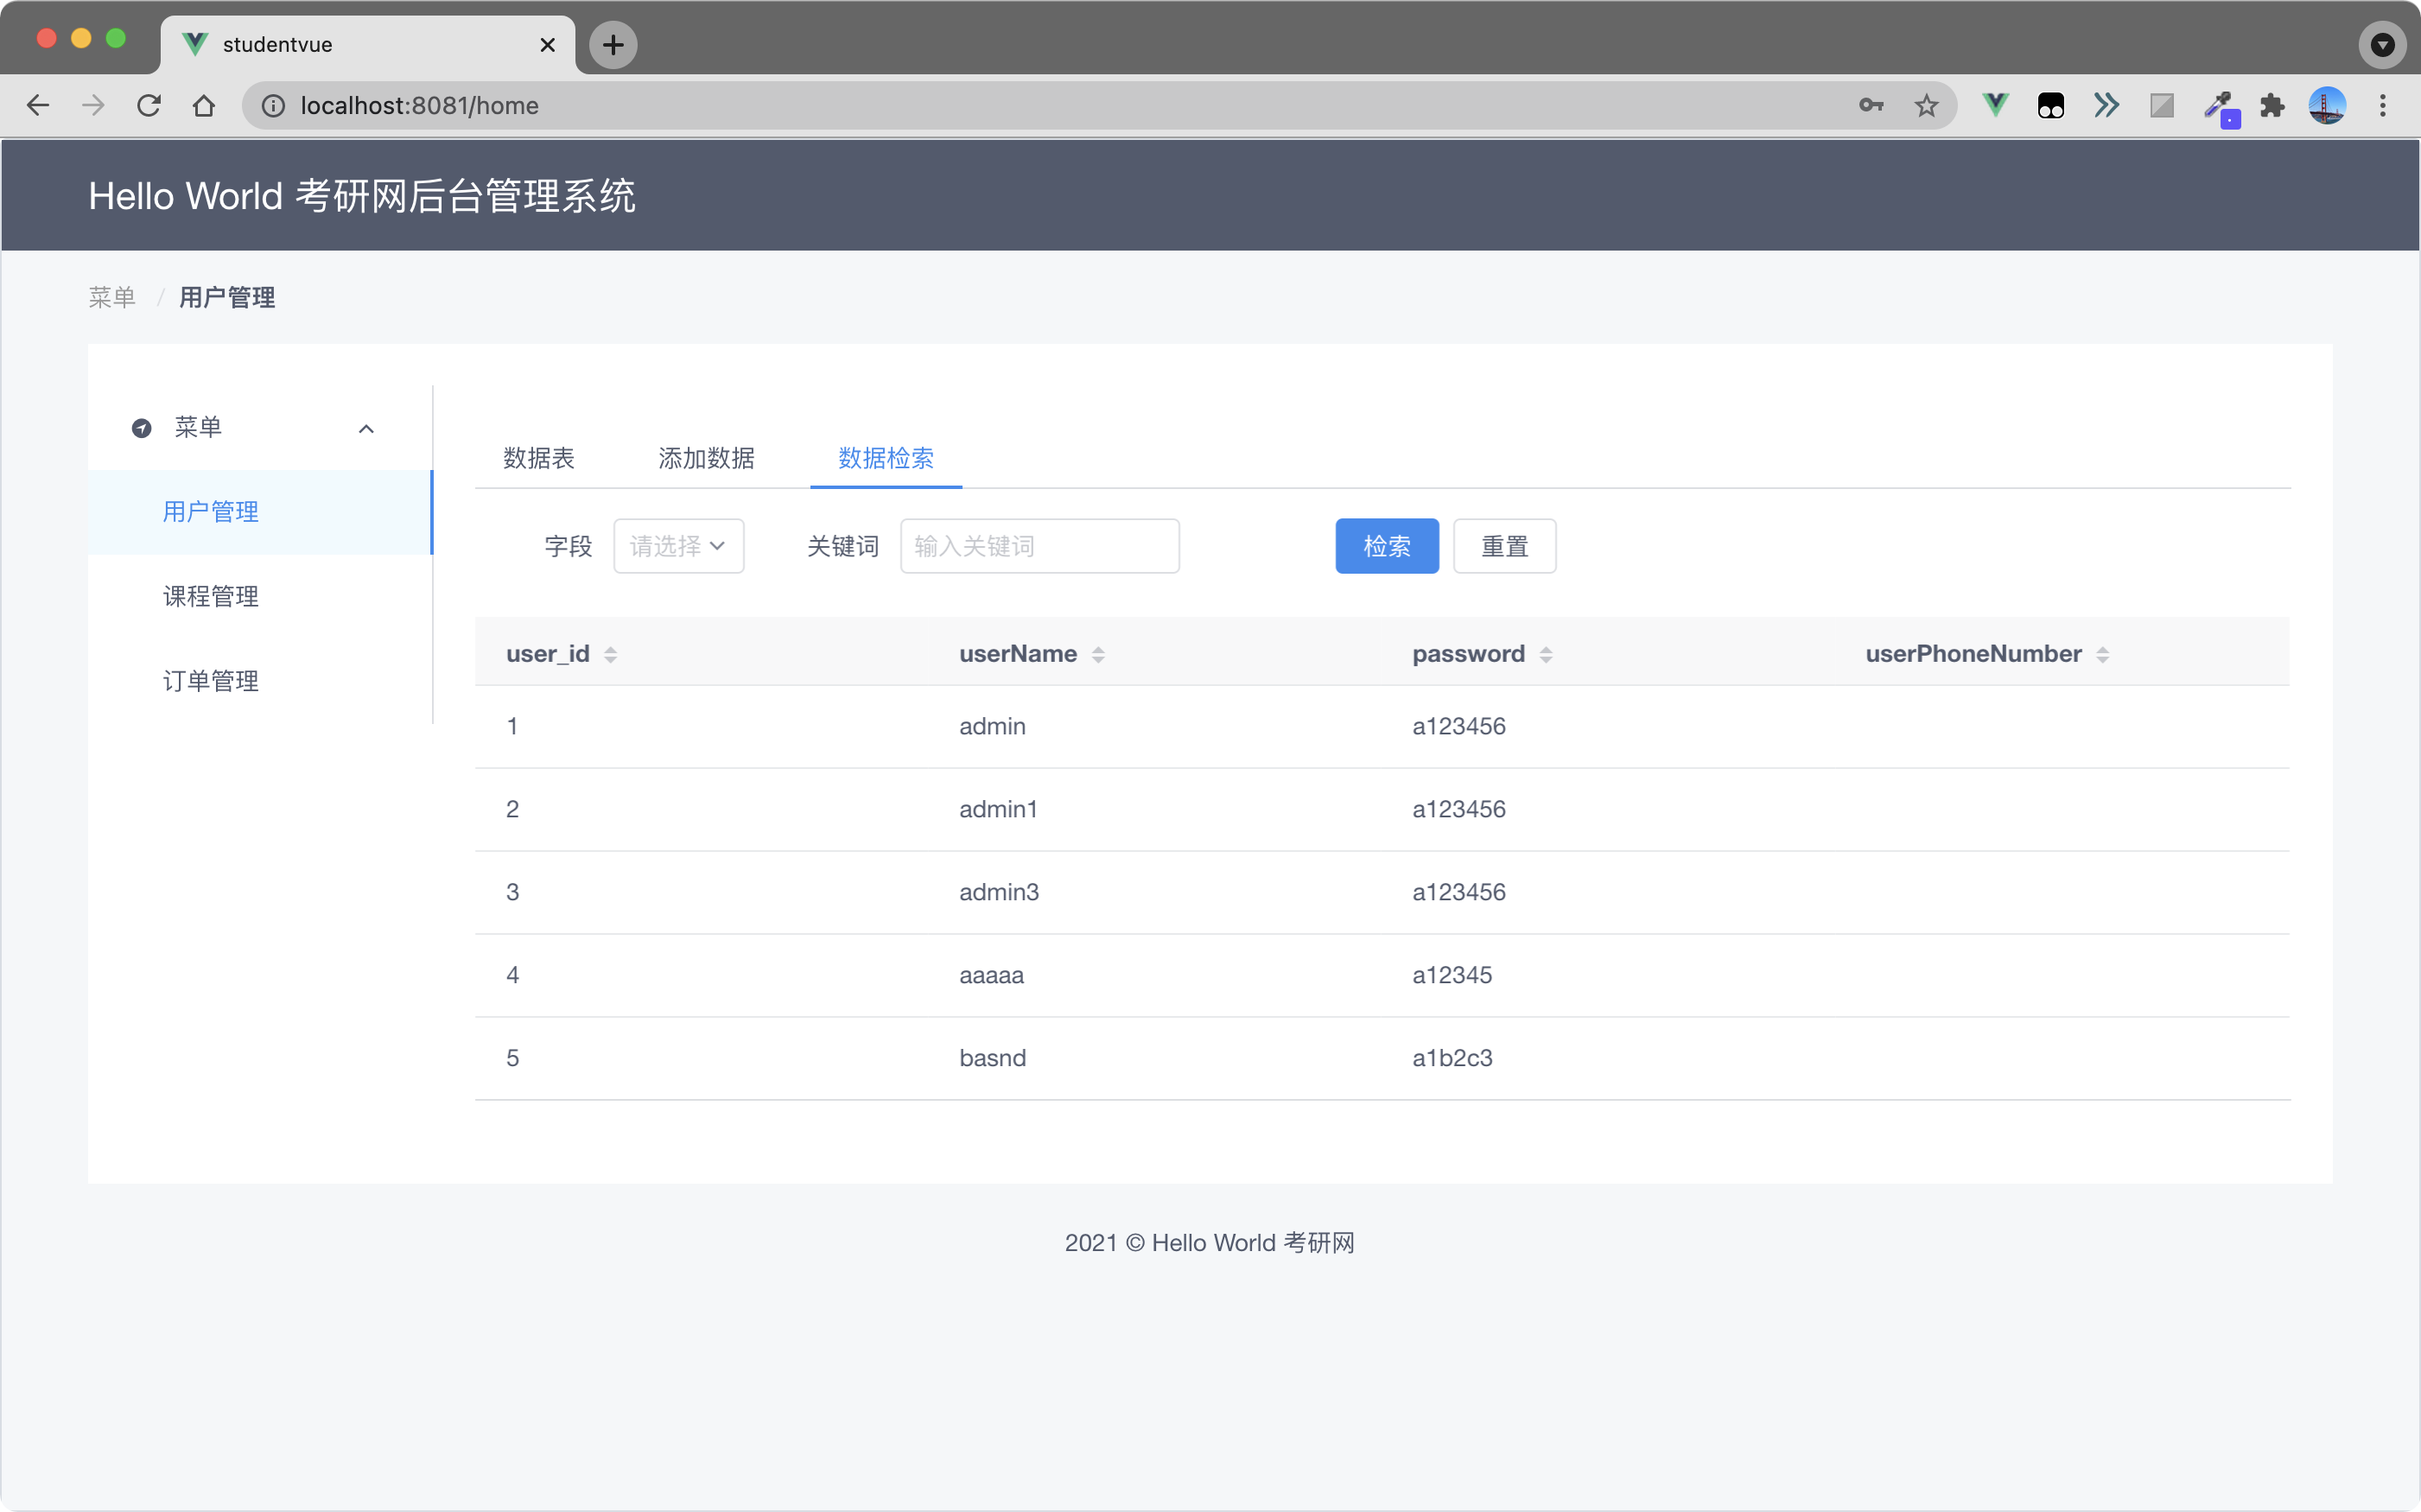 studentvue
localhost:8081/home
Hello World 考研网后台管理系统
菜单 / 用户管理
菜单
用户管理
课程管理
订单管理
数据表 添加数据 数据检索
字段 请选择 关键词 输入关键词 检索 重置
user_id userName password userPhoneNumber
1 admin a123456
2 admin1 a123456
3 admin3 a123456
4 aaaaa a12345
5 basnd a1b2c3
2021 © Hello World 考研网